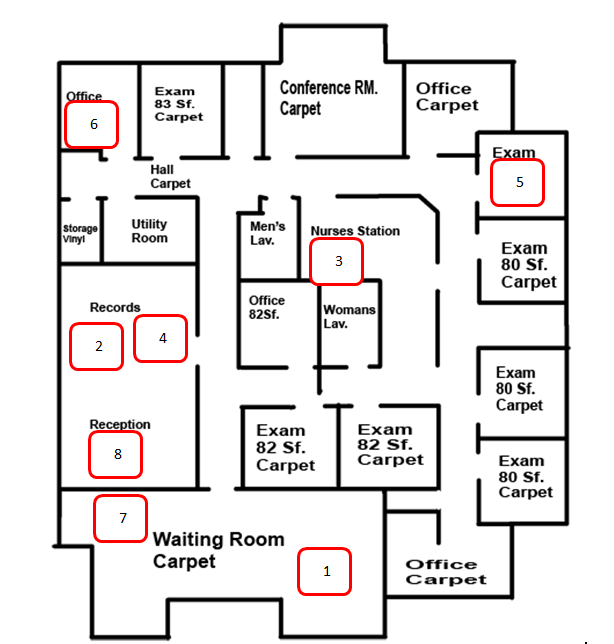 Office
6
Exam
83 Sf.
Carpet
Conference RM.
Carpet
Office
Carpet
Exam
5
Hall
Carpet
Storage
Vinyl
Utility
Room
Men's
Lav.
Nurses Station
3
Exam
80 Sf.
Carpet
Records
2
4
Office
82Sf.
Womans
Lav.
Exam
80 Sf.
Carpet
Reception
8
Exam
82 Sf.
Carpet
Exam
82 Sf.
Carpet
Exam
80 Sf.
Carpet
7
Waiting Room
Carpet
1
Office
Carpet